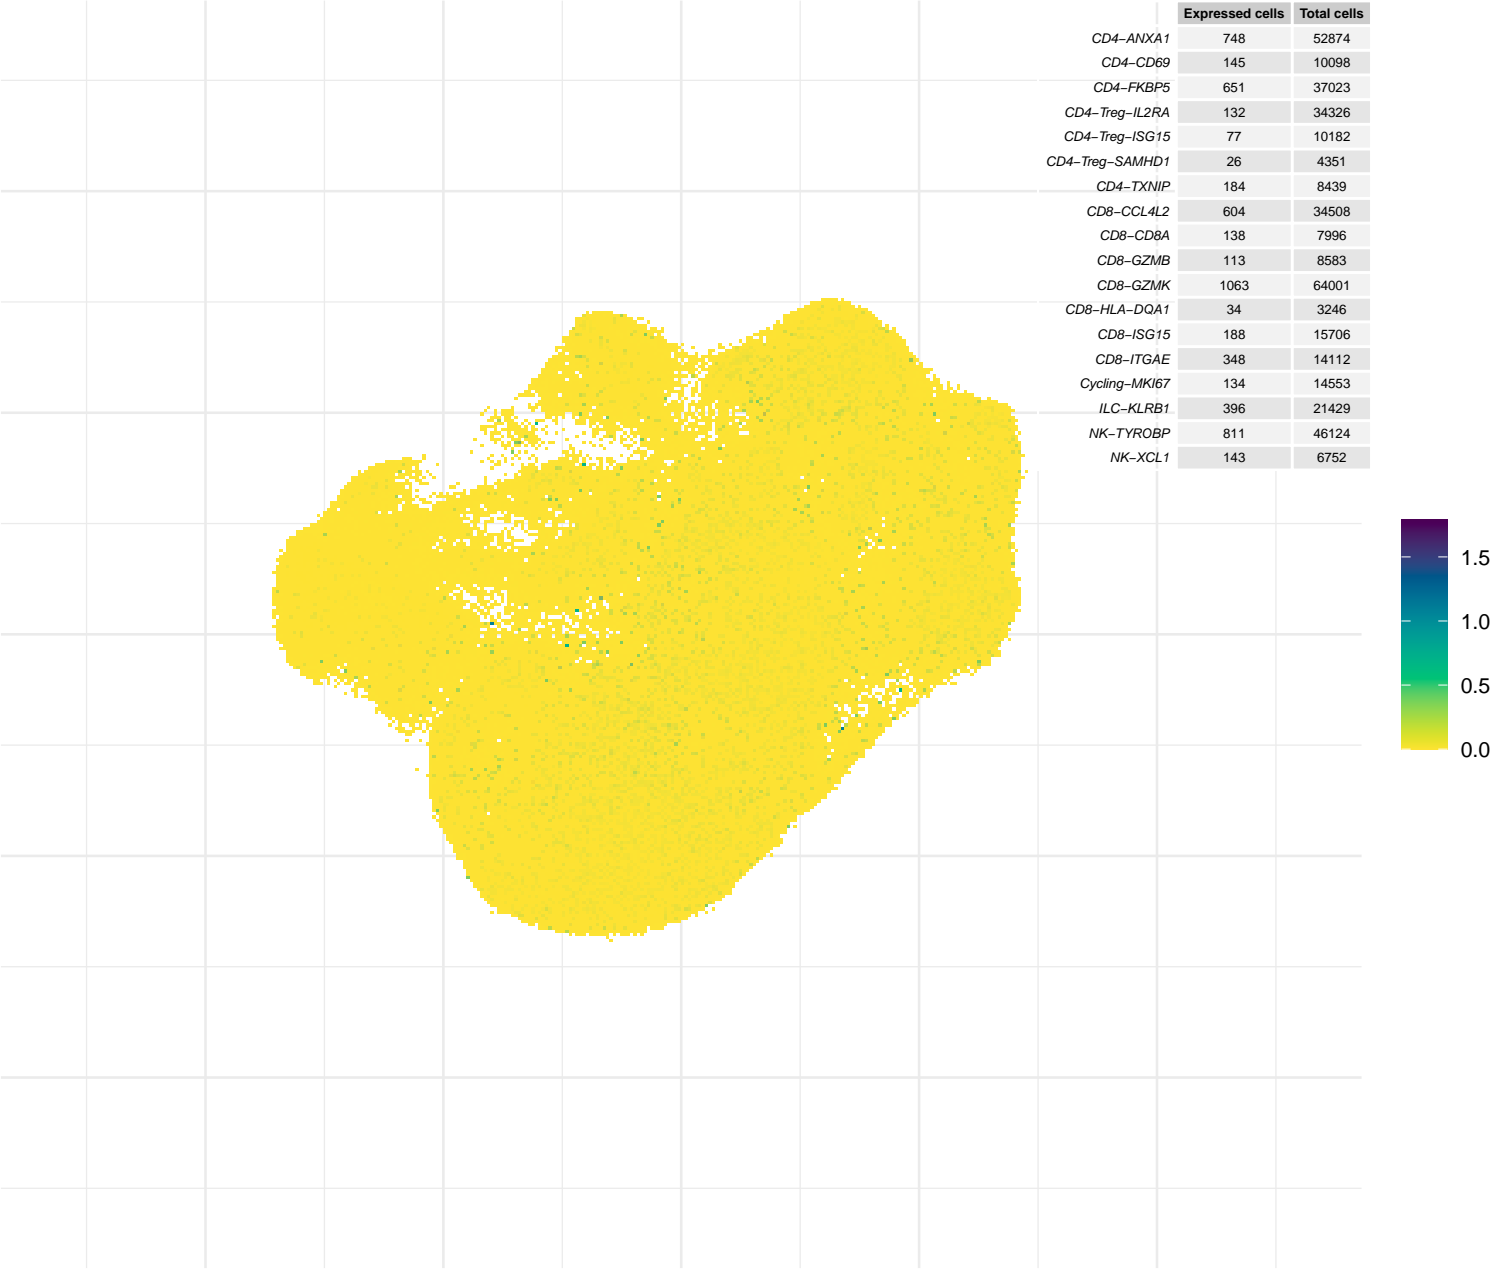 Expressed cells Total cells
CD4−ANXA1 748 52874
CD4−CD69 145 10098
CD4−FKBP5 651 37023
CD4−Treg−IL2RA 132 34326
CD4−Treg−ISG15 77 10182
CD4−Treg−SAMHD1 26 4351
CD4−TXNIP 184 8439
CD8−CCL4L2 604 34508
CD8−CD8A 138 7996
CD8−GZMB 113 8583
CD8−GZMK 1063 64001
CD8−HLA−DQA1 34 3246
CD8−ISG15 188 15706
CD8−ITGAE 348 14112
Cycling−MKI67 134 14553
ILC−KLRB1 396 21429
NK−TYROBP 811 46124
NK−XCL1 143 6752
1.5
1.0
0.5
0.0